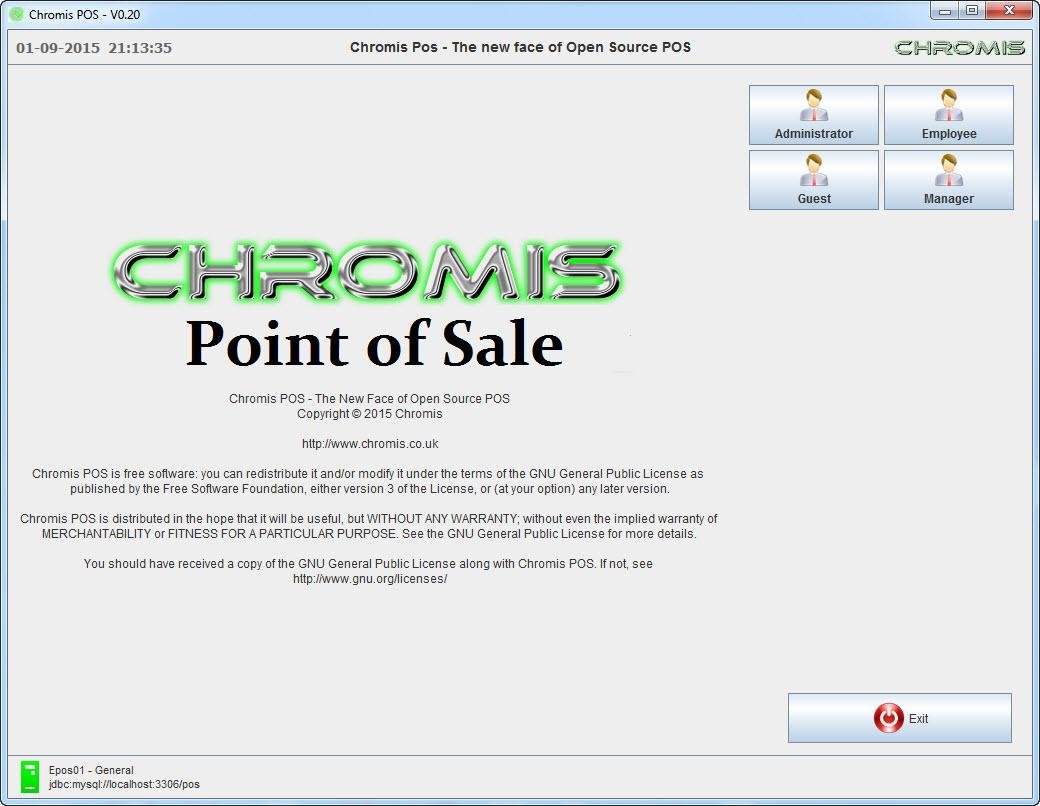 Chromis POS - V0.20
01-09-2015 21:13:35
Chromis Pos - The new face of Open Source POS
CHROMIS
Administrator
Employee
Guest
Manager
CHROMIS
Point of Sale
Chromis POS - The New Face of Open Source POS
Copyright © 2015 Chromis
http://www.chromis.co.uk
Chromis POS is free software: you can redistribute it and/or modify it under the terms of the GNU General Public License as
published by the Free Software Foundation, either version 3 of the License, or (at your option) any later version.
Chromis POS is distributed in the hope that it will be useful, but WITHOUT ANY WARRANTY; without even the implied warranty of
MERCHANTABILITY or FITNESS FOR A PARTICULAR PURPOSE. See the GNU General Public License for more details.
You should have received a copy of the GNU General Public License along with Chromis POS. If not, see
http://www.gnu.org/licenses/
Exit
Epos01 - General
jdbc:mysql://localhost:3306/pos